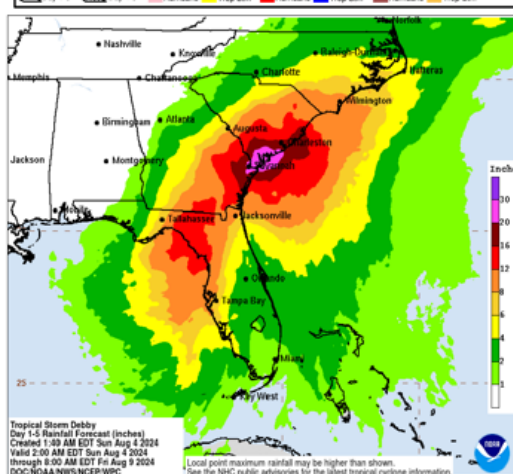 Norfolk
Nashville
Knoxville
Raleigh-Durham
Memphis
Chattanooga
Charlotte
Hatteras
Wilmington
Birmingham
Atlanta
Augusta
Charleston
Jackson
Montgomery
Savannah
Inch
30
20
16
12
8
6
4
2
1
Mobile
Tallahassee
Jacksonville
Orlando
Tampa Bay
Miami
25
Key West
Tropical Storm Debby
Day 1-5 Rainfall Forecast (inches)
Created 1:40 AM EDT Sun Aug 4 2024
Valid 2:00 AM EDT Sun Aug 4 2024
through 8:00 AM EDT Fri Aug 9 2024
DOC/NOAA/NWS/NCEP/WPC
Local point maximum rainfall may be higher than shown.
See the NHC public advisories for the latest tropical cyclone information.
noaa